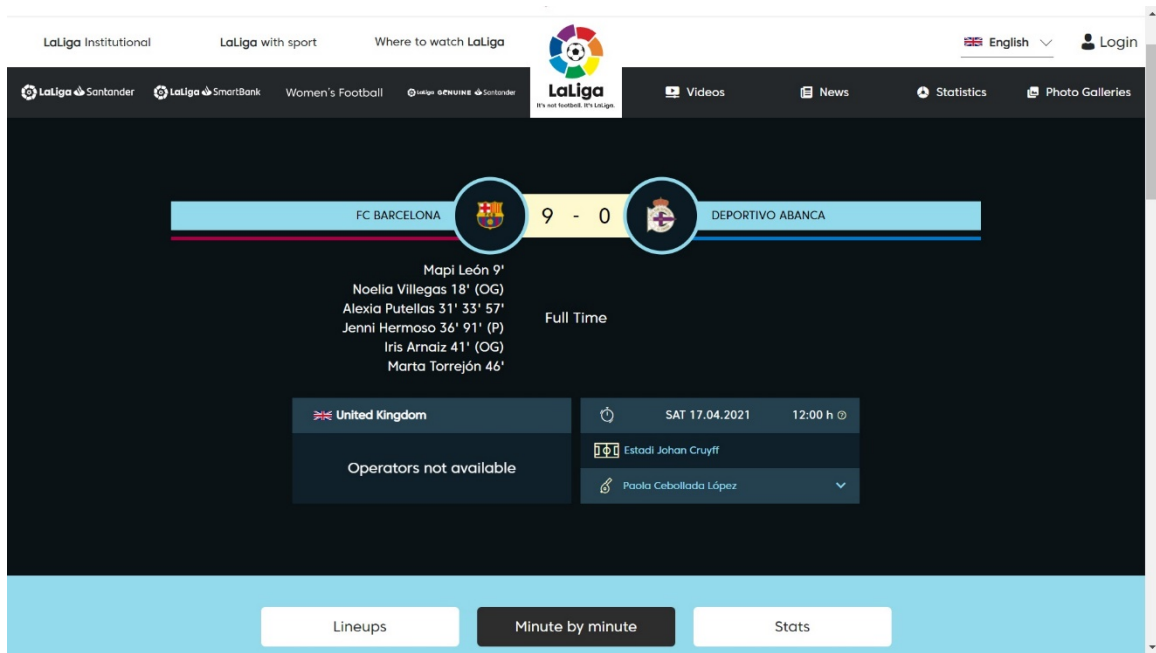 LaLiga Institutional
LaLiga with sport
Where to watch LaLiga
English
Login
LaLiga Santander
LaLiga SmartBank
Women's Football
LaLiga GENUINE Santander
LaLiga
It's not football. It's LaLiga.
Videos
News
Statistics
Photo Galleries
FC BARCELONA
9 - 0
DEPORTIVO ABANCA
Mapi León 9'
Noelia Villegas 18' (OG)
Alexia Putellas 31' 33' 57'
Jenni Hermoso 36' 91' (P)
Iris Arnaiz 41' (OG)
Marta Torrejón 46'
Full Time
United Kingdom
Operators not available
SAT 17.04.2021 12:00 h
Estadi Johan Cruyff
Paola Cebollada López
Lineups
Minute by minute
Stats